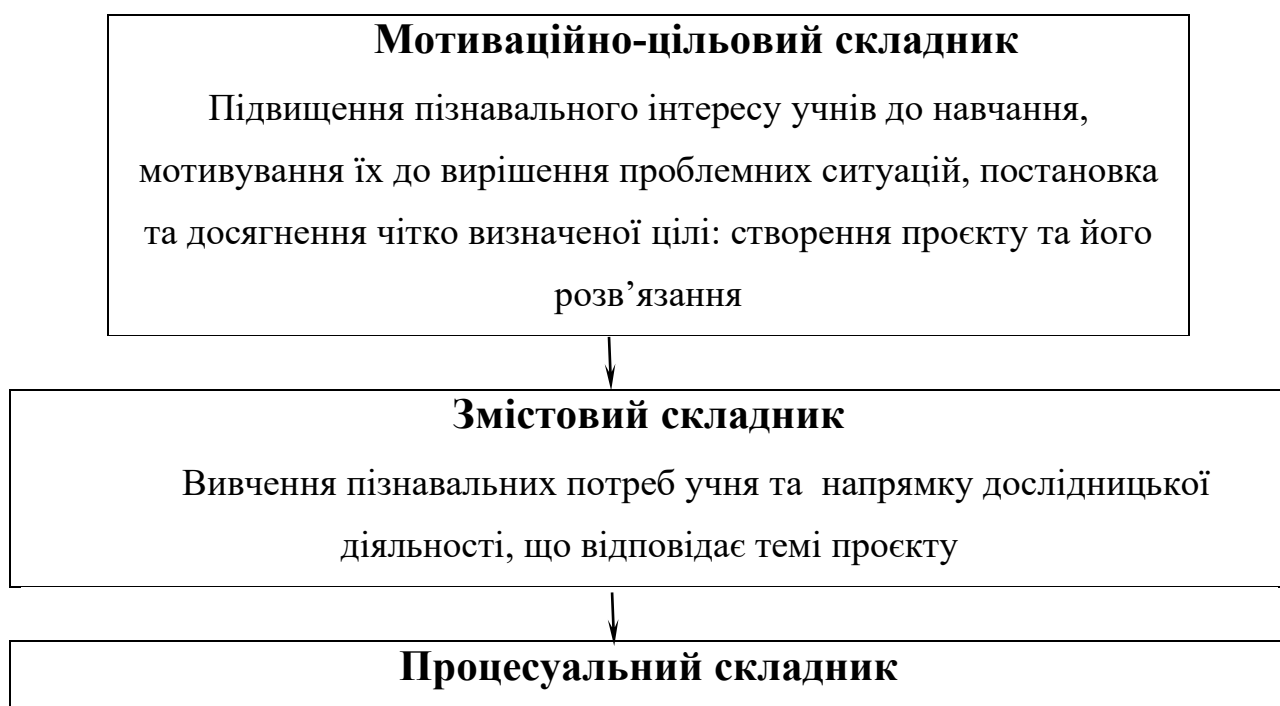 Мотиваційно-цільовий складник
Підвищення пізнавального інтересу учнів до навчання,
мотивування їх до вирішення проблемних ситуацій, постановка
та досягнення чітко визначеної цілі: створення проєкту та його
розв’язання
Змістовий складник
Вивчення пізнавальних потреб учня та напрямку дослідницької
діяльності, що відповідає темі проєкту
Процесуальний складник